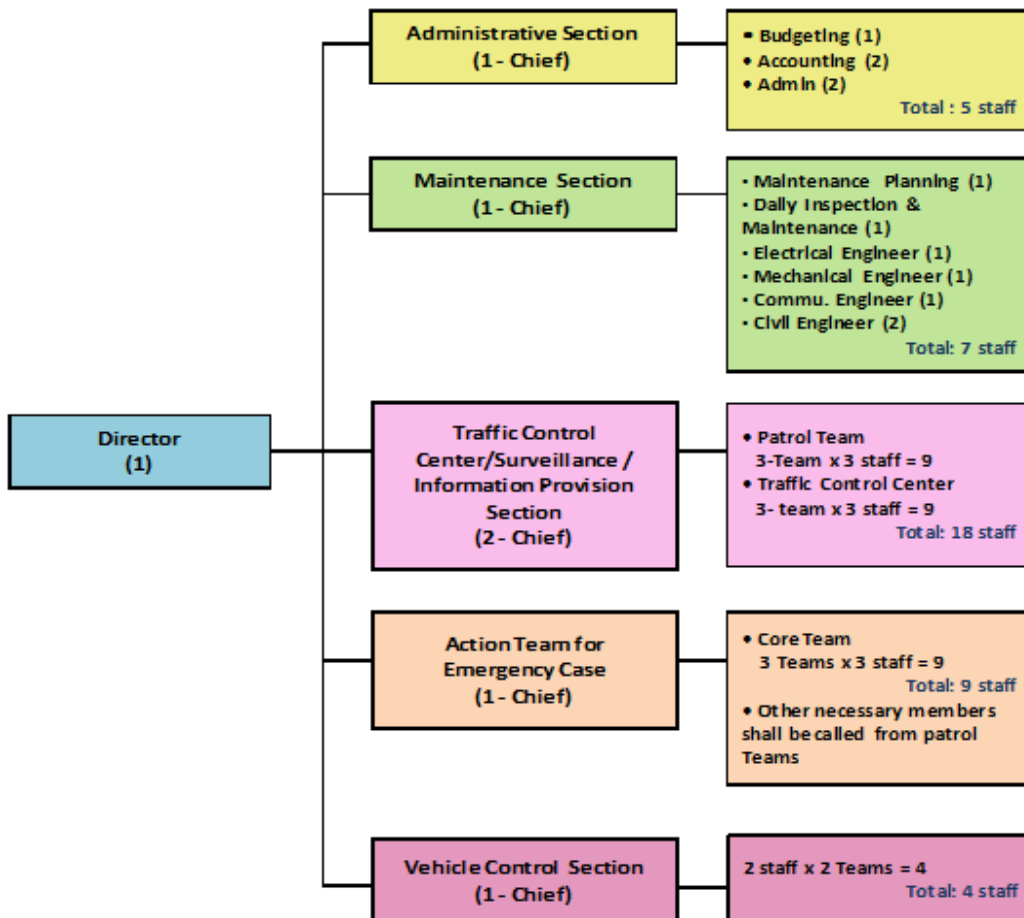 Administrative Section
(1 - Chief)
• Budgeting (1)
• Accounting (2)
• Admin (2)
Total : 5 staff
Maintenance Section
(1 - Chief)
• Maintenance Planning (1)
• Daily Inspection &
Maintenance (1)
• Electrical Engineer (1)
• Mechanical Engineer (1)
• Commu. Engineer (1)
• Civil Engineer (2)
Total: 7 staff
Director
(1)
Traffic Control
Center/Surveillance /
Information Provision
Section
(2 - Chief)
• Patrol Team
3-Team x 3 staff = 9
• Traffic Control Center
3- team x 3 staff = 9
Total: 18 staff
Action Team for
Emergency Case
(1 - Chief)
• Core Team
3 Teams x 3 staff = 9
Total: 9 staff
• Other necessary members
shall be called from patrol
Teams
Vehicle Control Section
(1 - Chief)
2 staff x 2 Teams = 4
Total: 4 staff